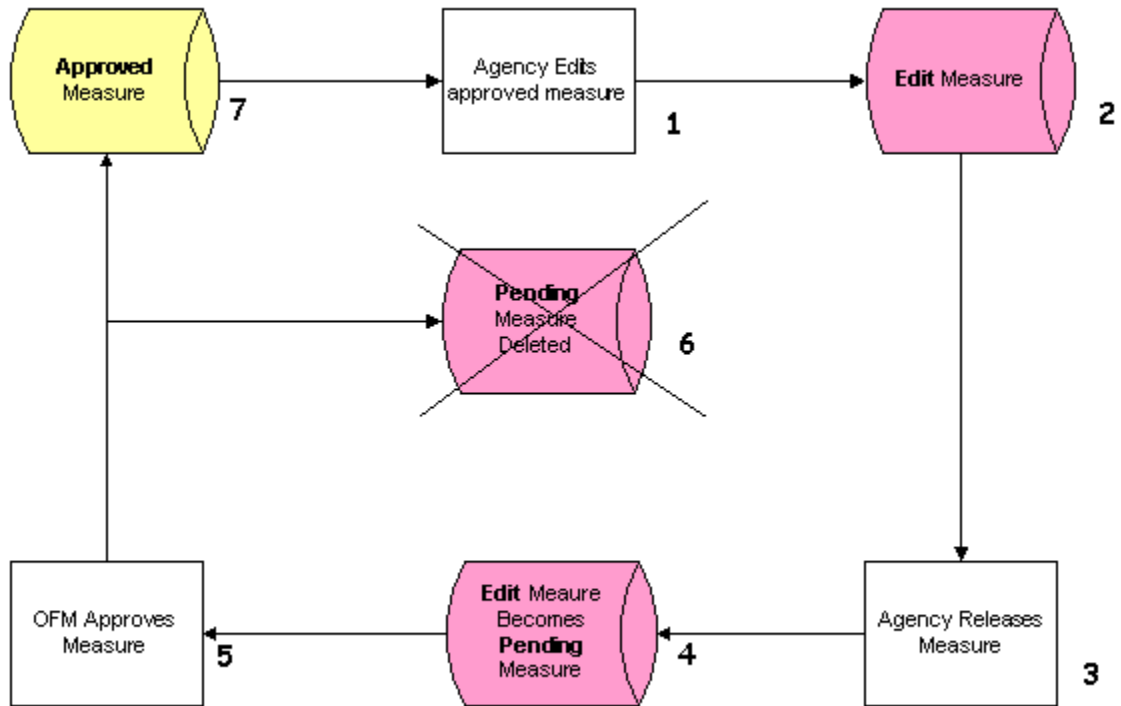 Approved
Measure
7
Agency Edits
approved measure
1
Edit Measure
2
Pending
Measure
Deleted
6
OFM Approves
Measure
5
Edit Meaure
Becomes
Pending
Measure
4
Agency Releases
Measure
3